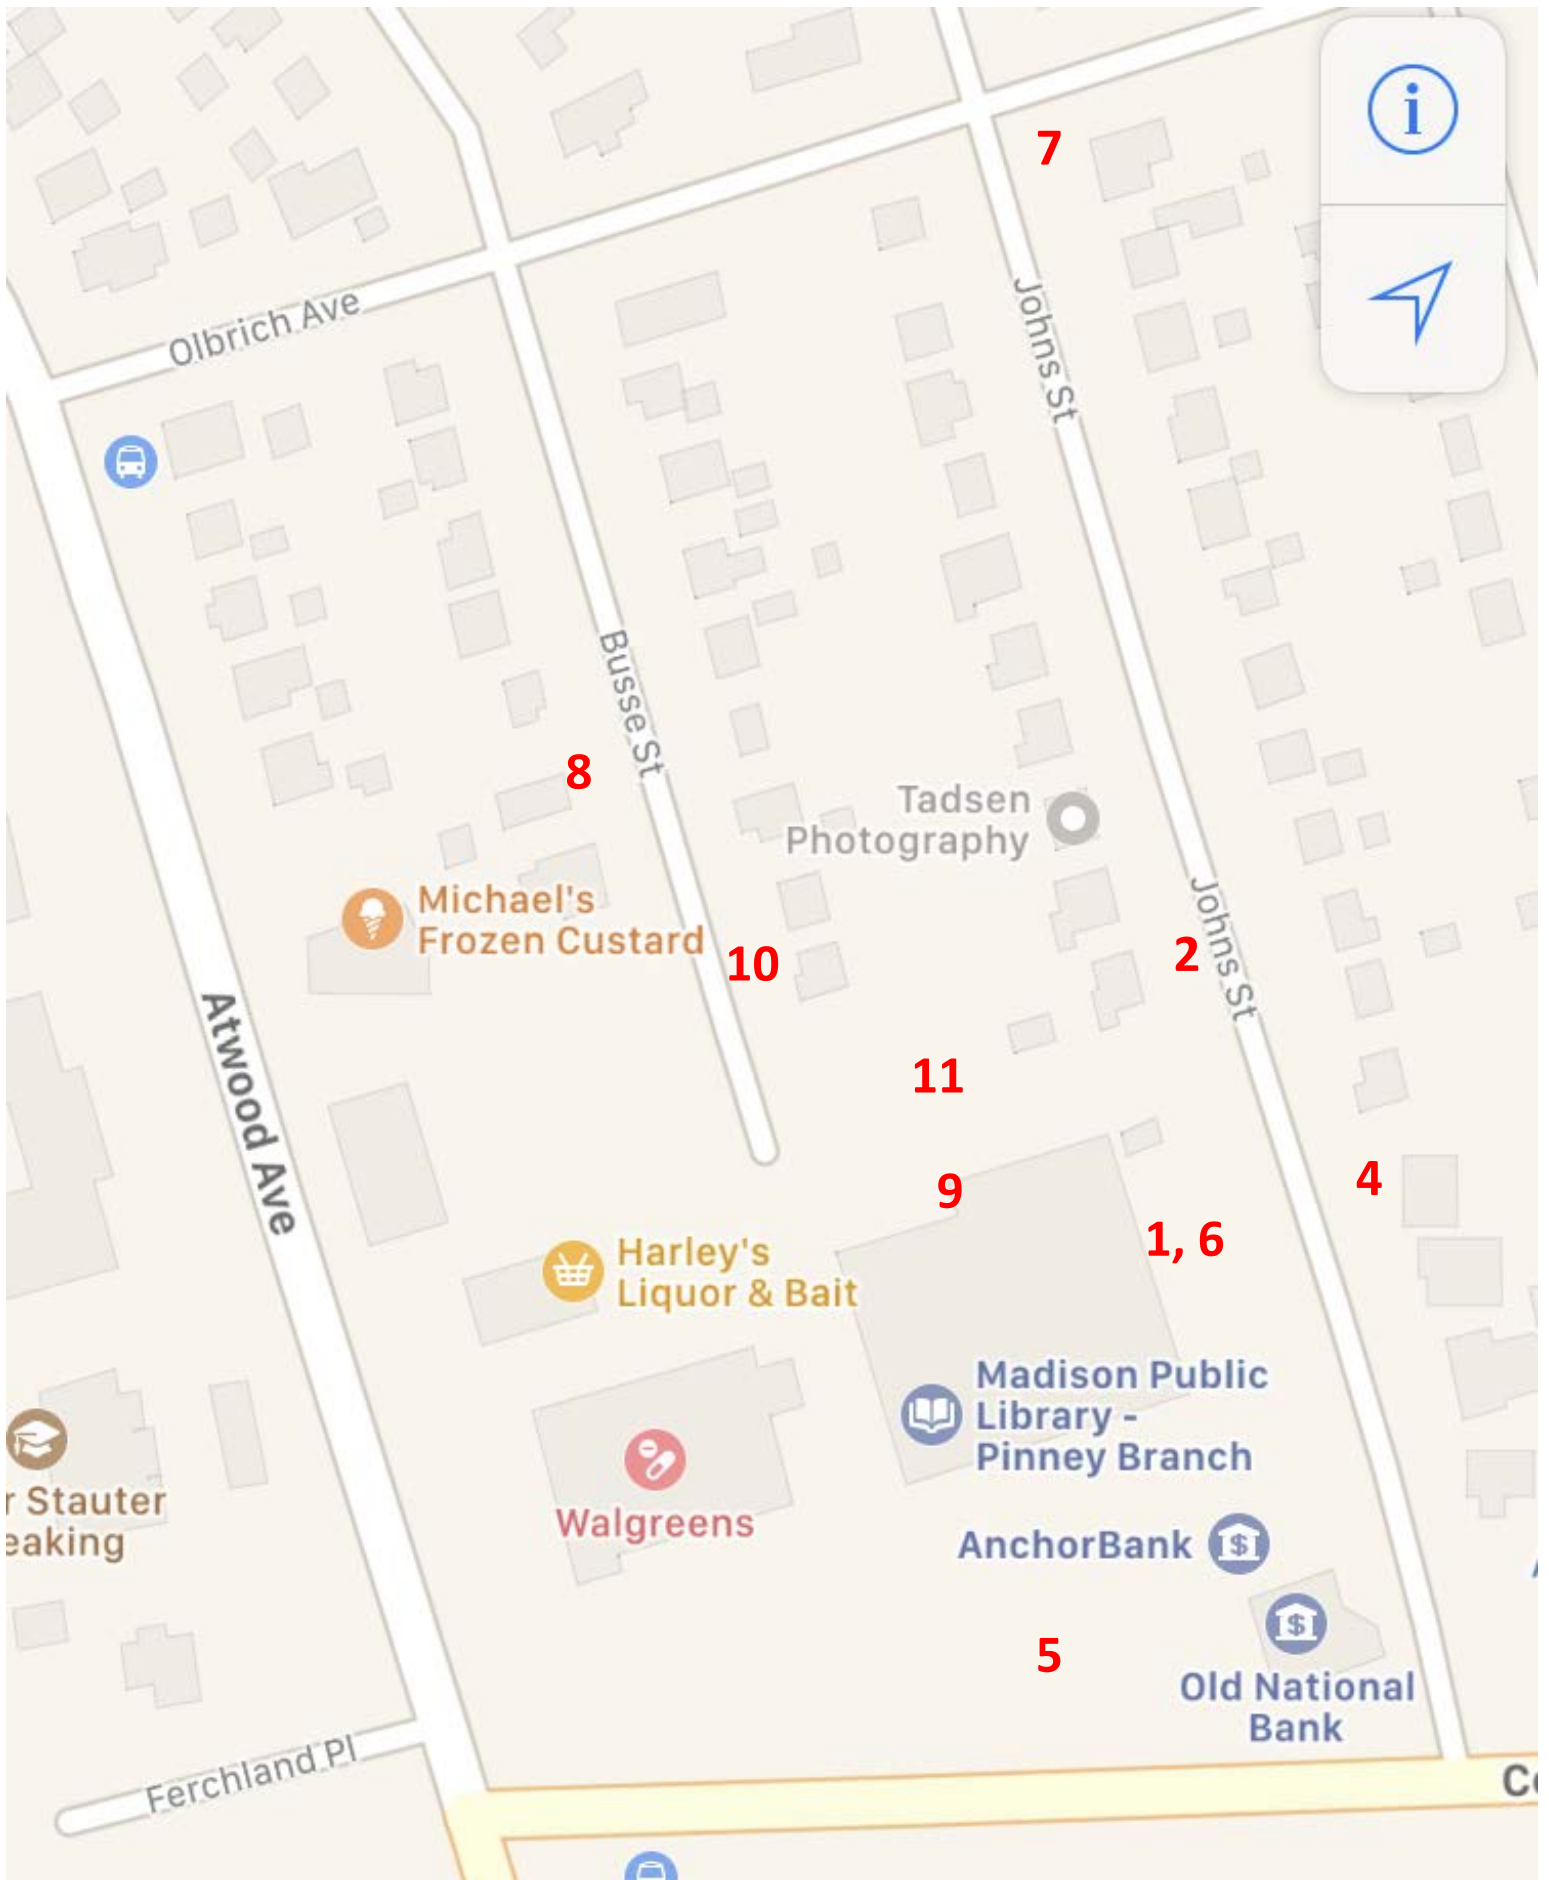 i
7
Olbrich Ave
Johns St
Busse St
8
Tadsen
Photography
Michael's
Frozen Custard
10
2
Johns St
Atwood Ave
11
4
9
1, 6
Harley's
Liquor & Bait
Madison Public
Library -
Pinney Branch
Walgreens
r Stauter
eaking
AnchorBank
$
$
5
Old National
Bank
Ferchland Pl